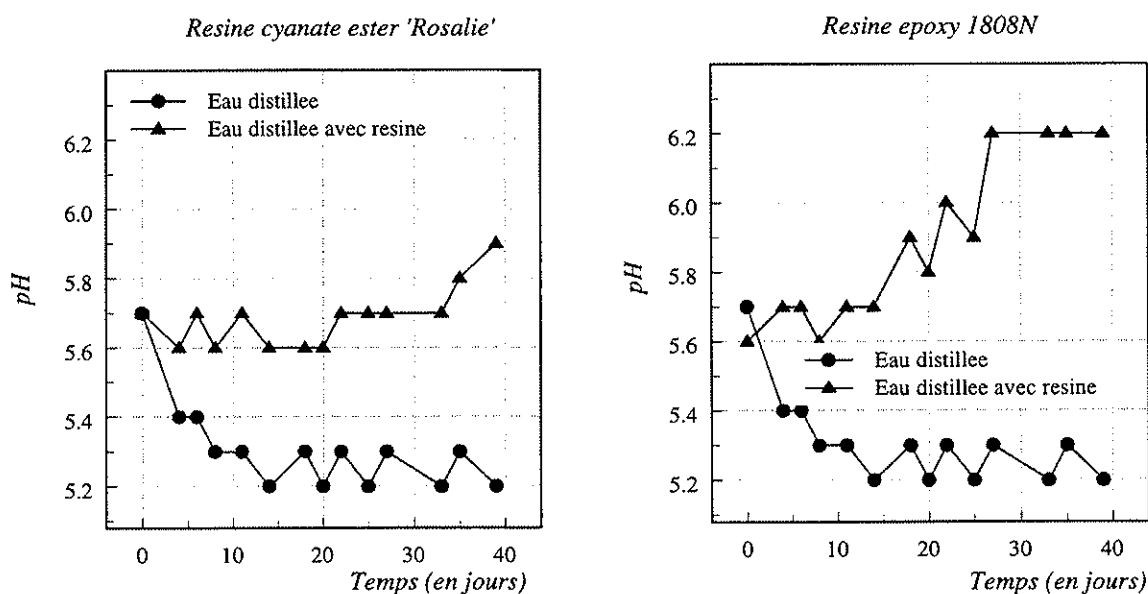 Resine cyanate ester 'Rosalie'
Eau distillee
Eau distillee avec resine
6.2
6.0
5.8
5.6
5.4
5.2
pH
0 10 20 30 40
Temps (en jours)
Resine epoxy 1808N
6.2
6.0
5.8
5.6
5.4
5.2
pH
Eau distillee
Eau distillee avec resine
0 10 20 30 40
Temps (en jours)